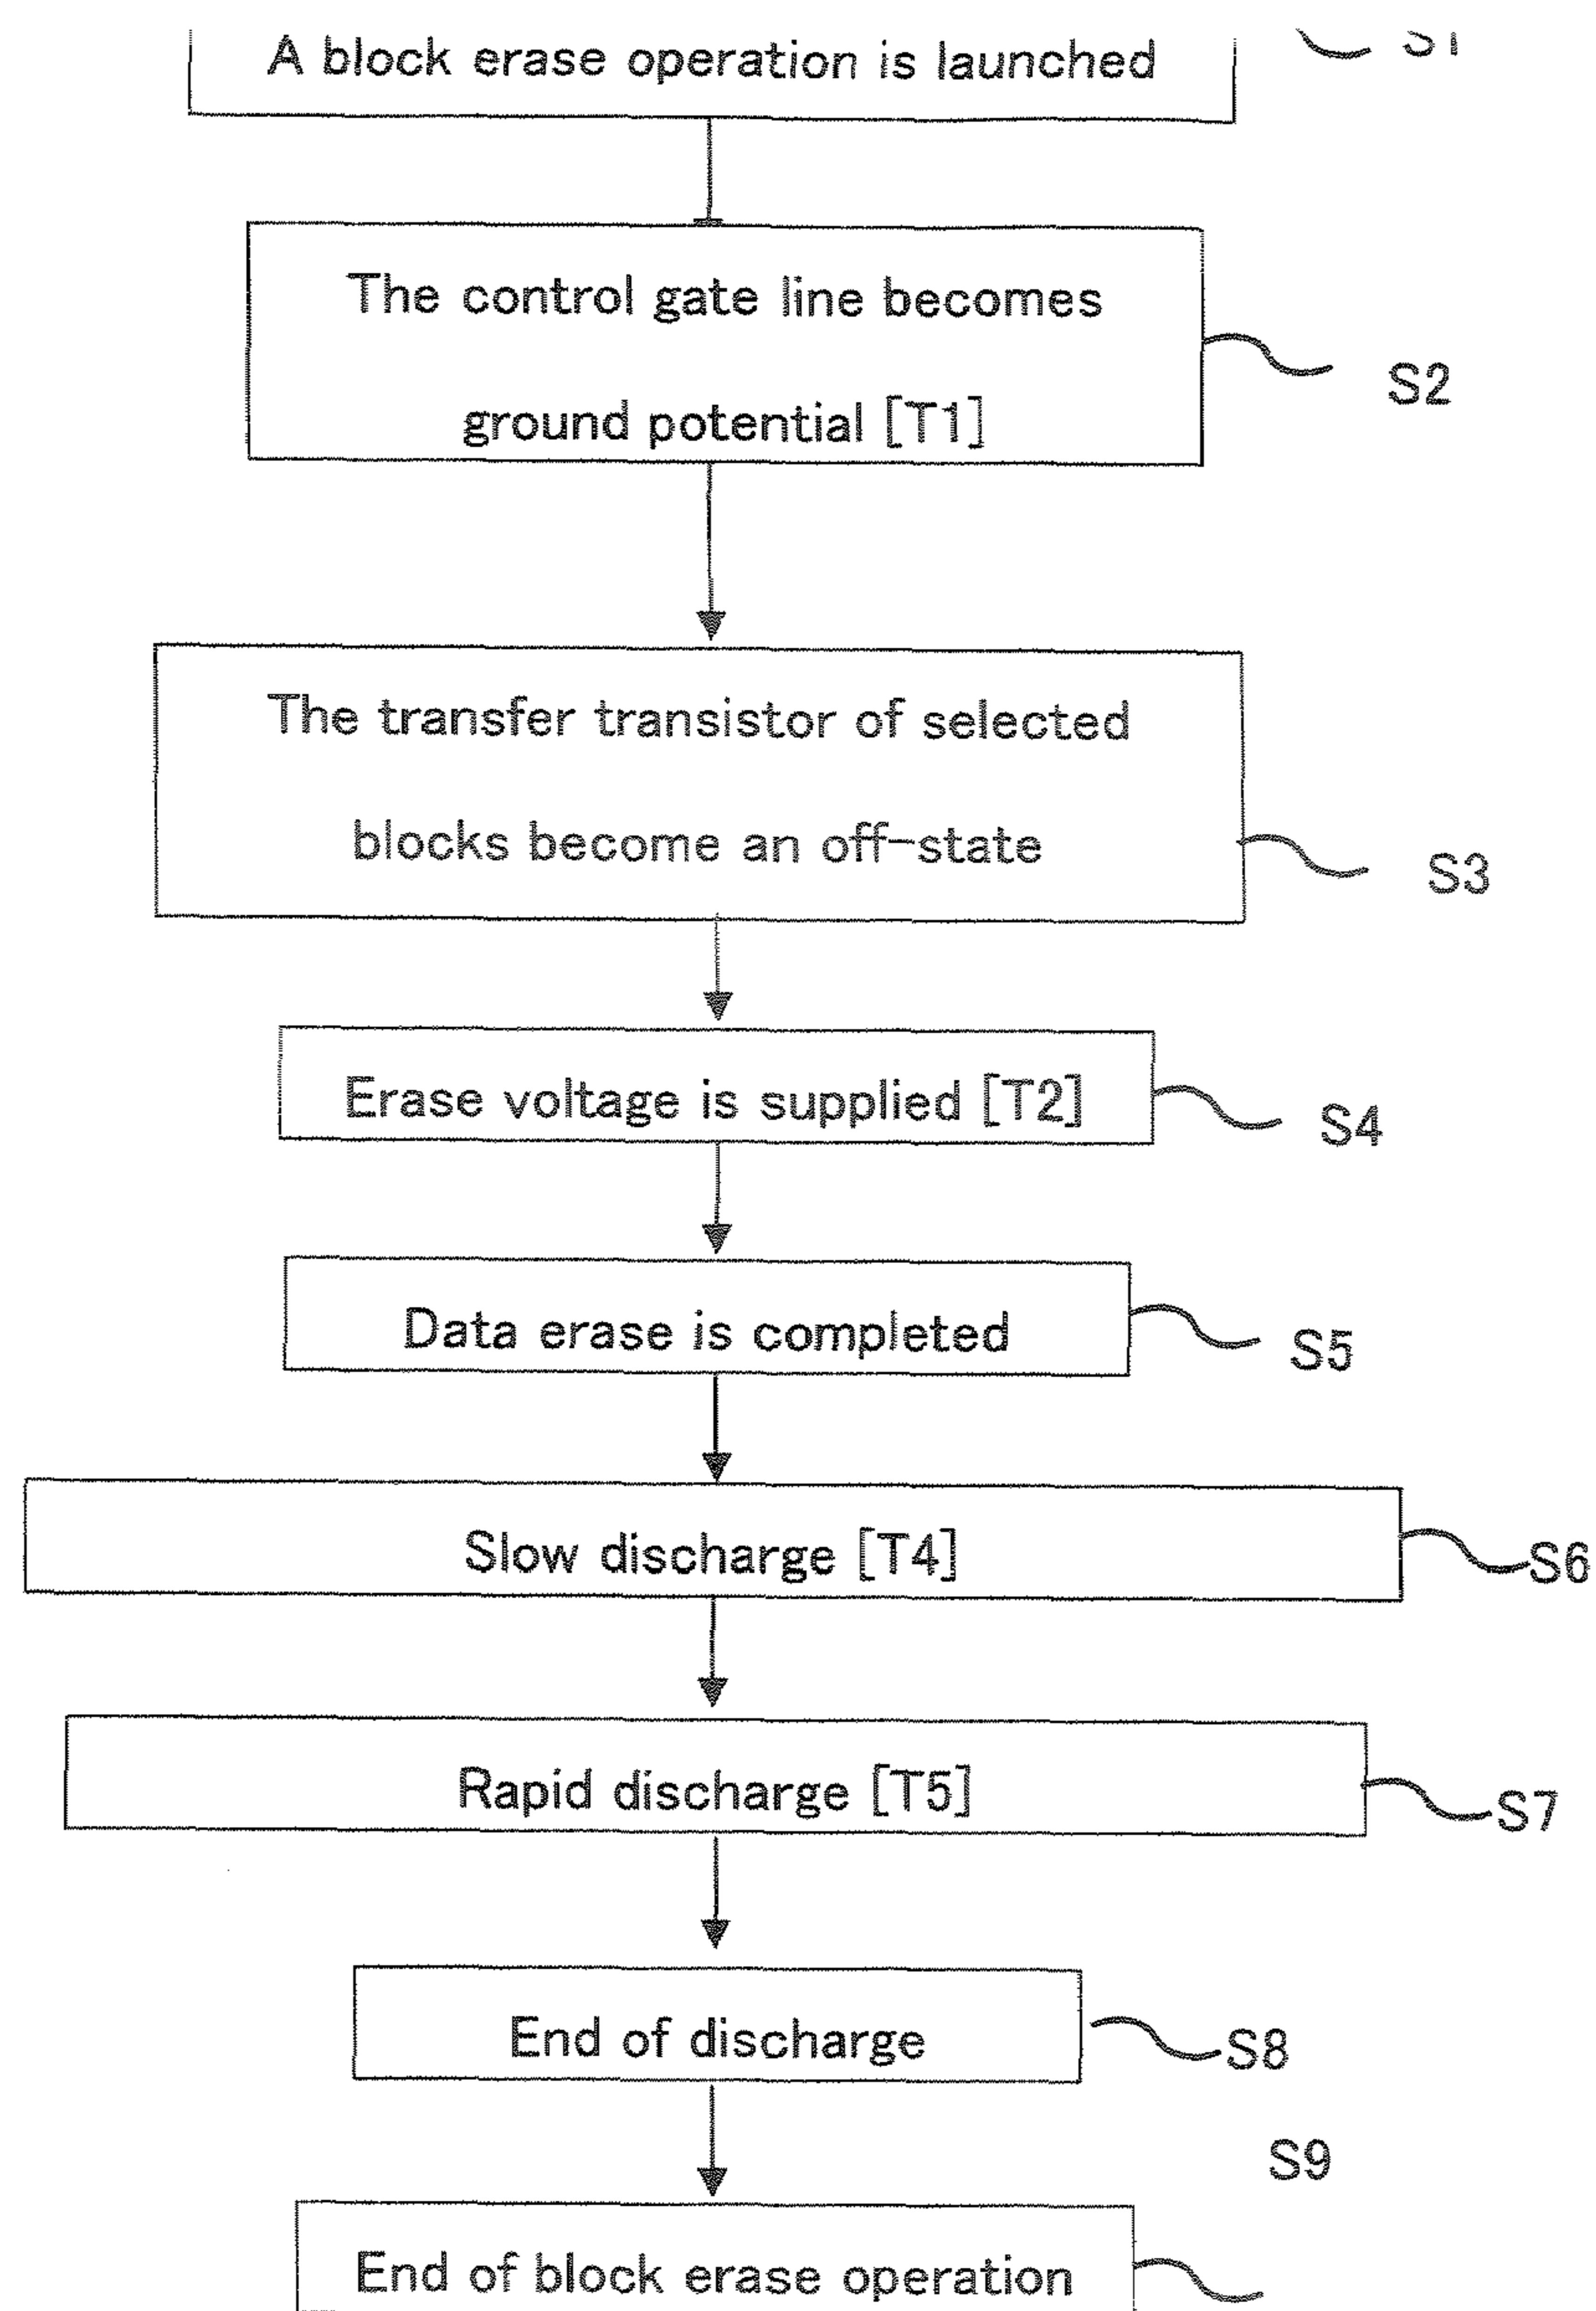 A block erase operation is launched
S1
The control gate line becomes
ground potential [T1]
S2
The transfer transistor of selected
blocks become an off-state
S3
Erase voltage is supplied [T2]
S4
Data erase is completed
S5
Slow discharge [T4]
S6
Rapid discharge [T5]
S7
End of discharge
S8
S9
End of block erase operation